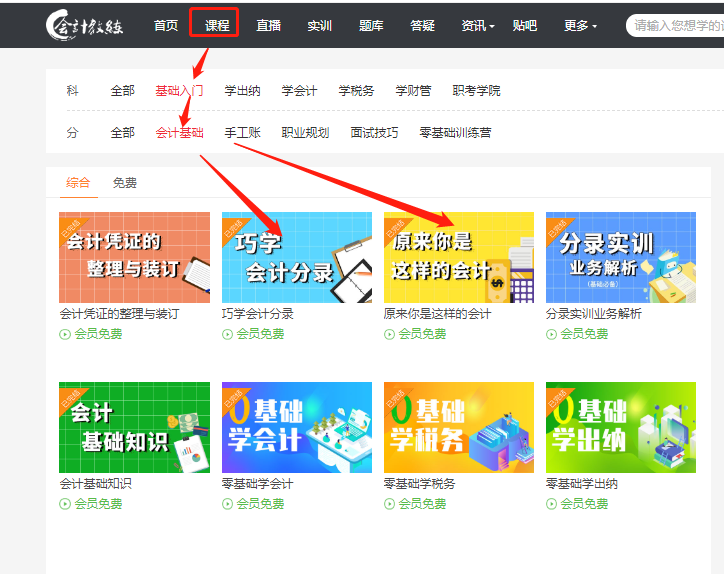 会计教练 首页 课程 直播 实训 题库 答疑 资讯 贴吧 更多 请输入您想学的
科 全部 基础入门 学出纳 学会计 学税务 学财管 职考学院
分 全部 会计基础 手工账 职业规划 面试技巧 零基础训练营
综合 免费
已完结
会计凭证的
整理与装订
已完结
巧学
会计分录
已完结
原来你是
这样的会计
已完结
分录实训
业务解析
(基础必备)
会计凭证的整理与装订 巧学会计分录 原来你是这样的会计 分录实训业务解析
会员免费 会员免费 会员免费 会员免费
已完结
会计
基础知识
已完结
0基础
学会计
已完结
0基础
学税务
已完结
0基础
学出纳
会计基础知识 零基础学会计 零基础学税务 零基础学出纳
会员免费 会员免费 会员免费 会员免费